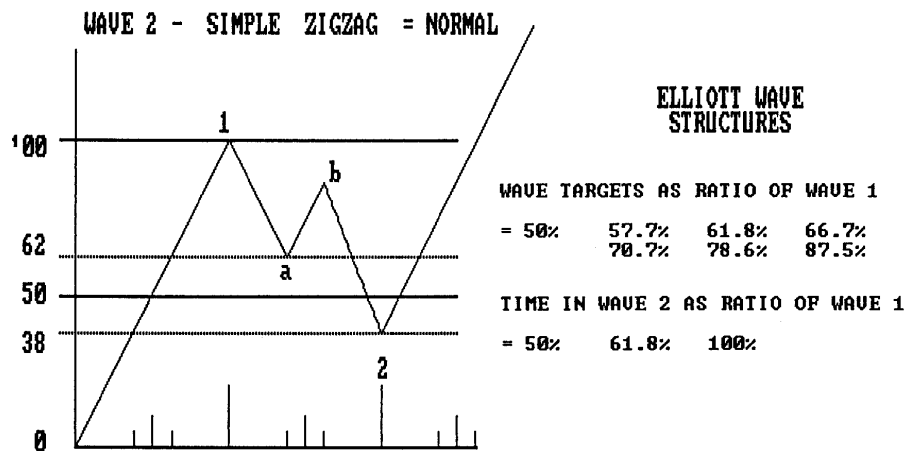 WAVE 2 - SIMPLE ZIGZAG = NORMAL
1
100
b
62
a
50
38
2
0
ELLIOTT WAVE
STRUCTURES
WAVE TARGETS AS RATIO OF WAVE 1
= 50% 57.7% 61.8% 66.7%
70.7% 78.6% 87.5%
TIME IN WAVE 2 AS RATIO OF WAVE 1
= 50% 61.8% 100%